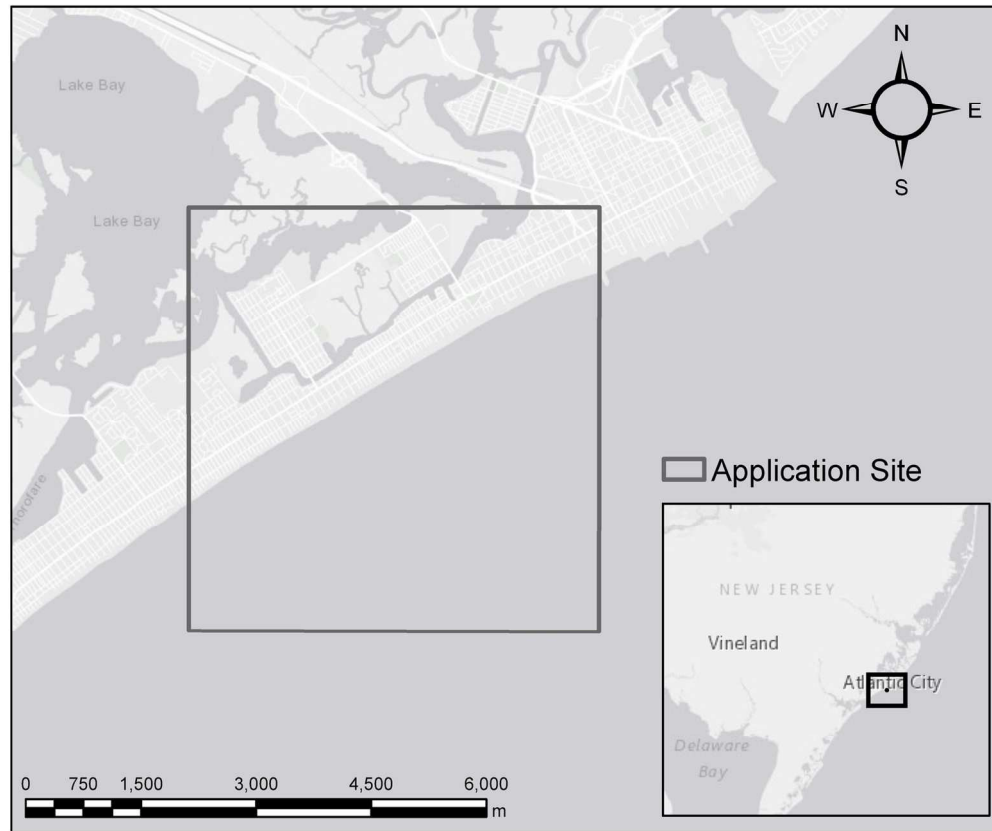 N
Lake Bay
W
E
S
Lake Bay
Application Site
NEW JERSEY
Vineland
Atlantic City
Delaware
Bay
0 750 1,500 3,000 4,500 6,000
m